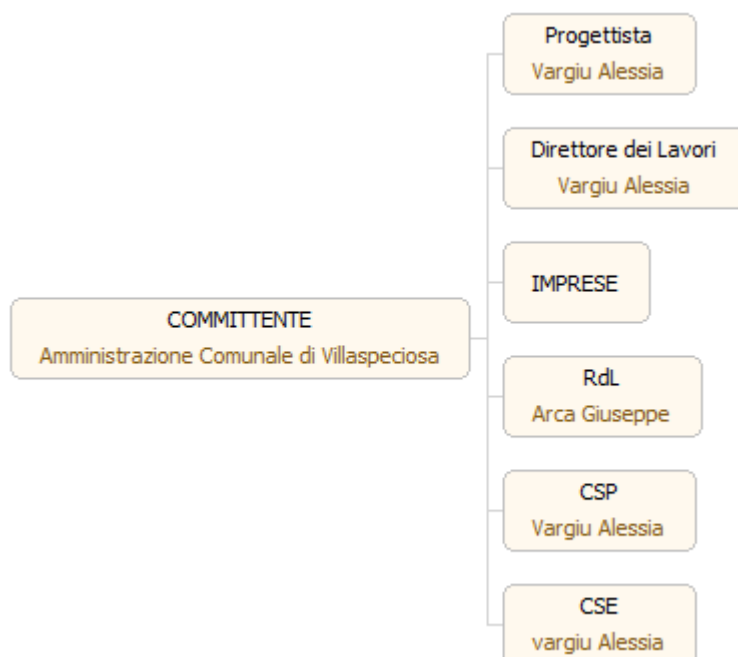 Progettista
Vargiu Alessia
Direttore dei Lavori
Vargiu Alessia
IMPRESE
COMMITTENTE
Amministrazione Comunale di Villaspeciosa
RdL
Arca Giuseppe
CSP
Vargiu Alessia
CSE
vargiu Alessia